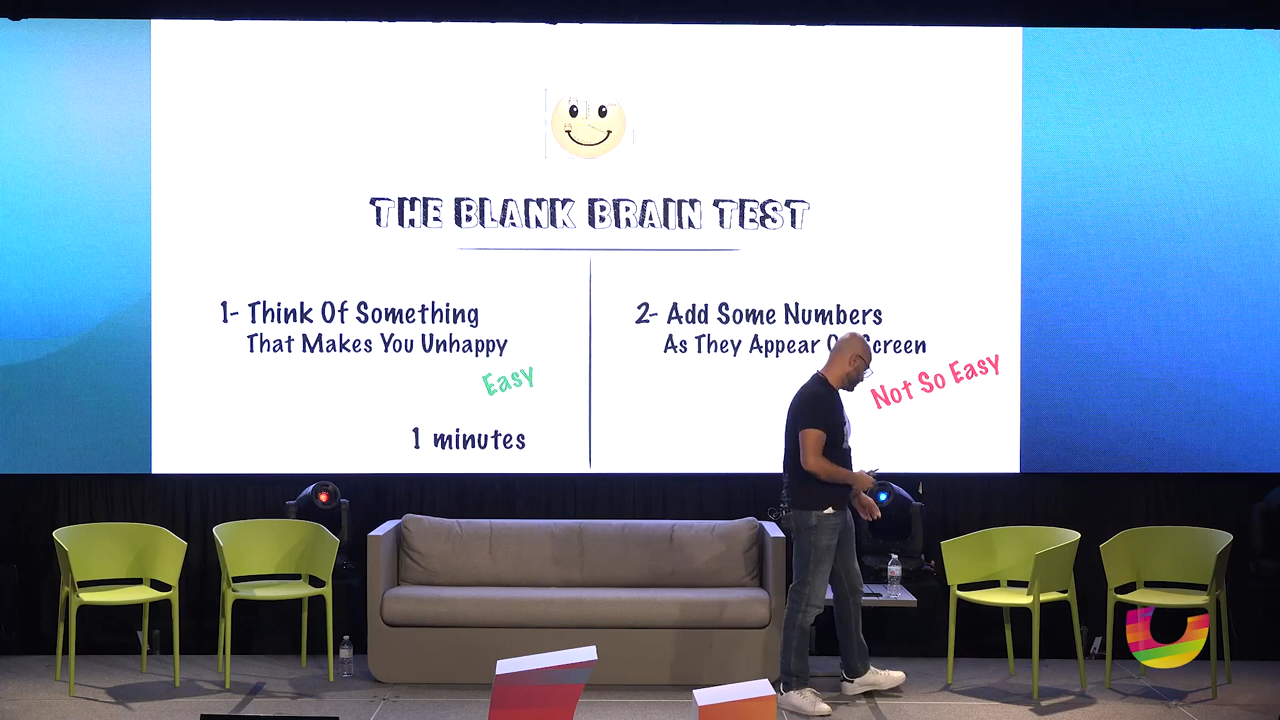 THE BLANK BRAIN TEST
1- Think Of Something
That Makes You Unhappy
Easy
1 minutes
2- Add Some Numbers
As They Appear Screen
Not So Easy